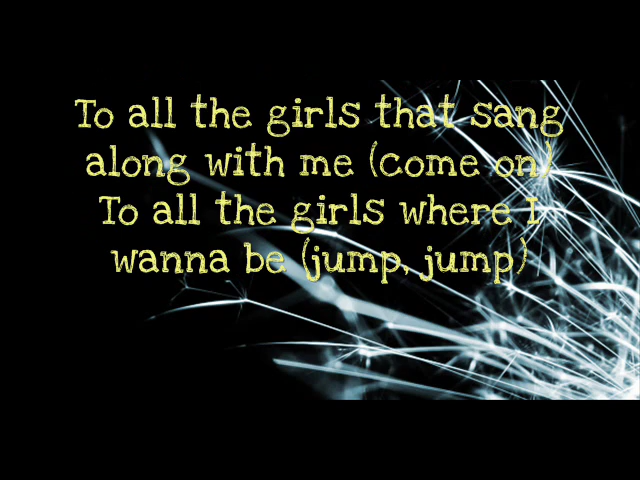 To all the girls that sang
along with me (come on)
To all the girls where I
wanna be (jump, jump)